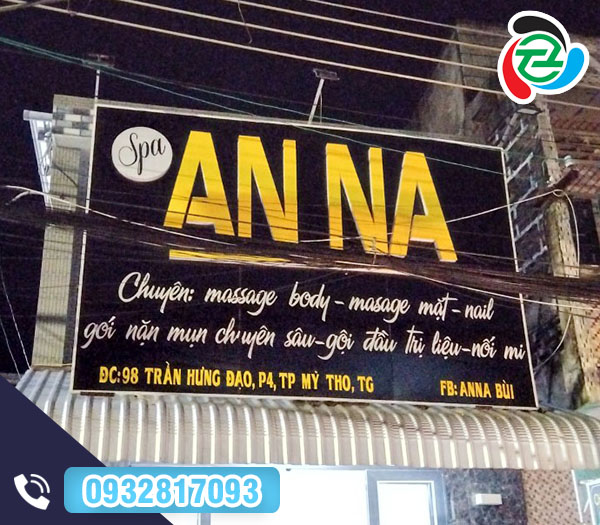 Spa
AN NA
Chuyên: massage body - masage mặt - nail
gói nặn mụn chuyên sâu - gội đầu trị liệu - nối mi
ĐC: 98 TRẦN HƯNG ĐẠO, P4, TP MỸ THO, TG
FB: ANNA BÙI
0932817093